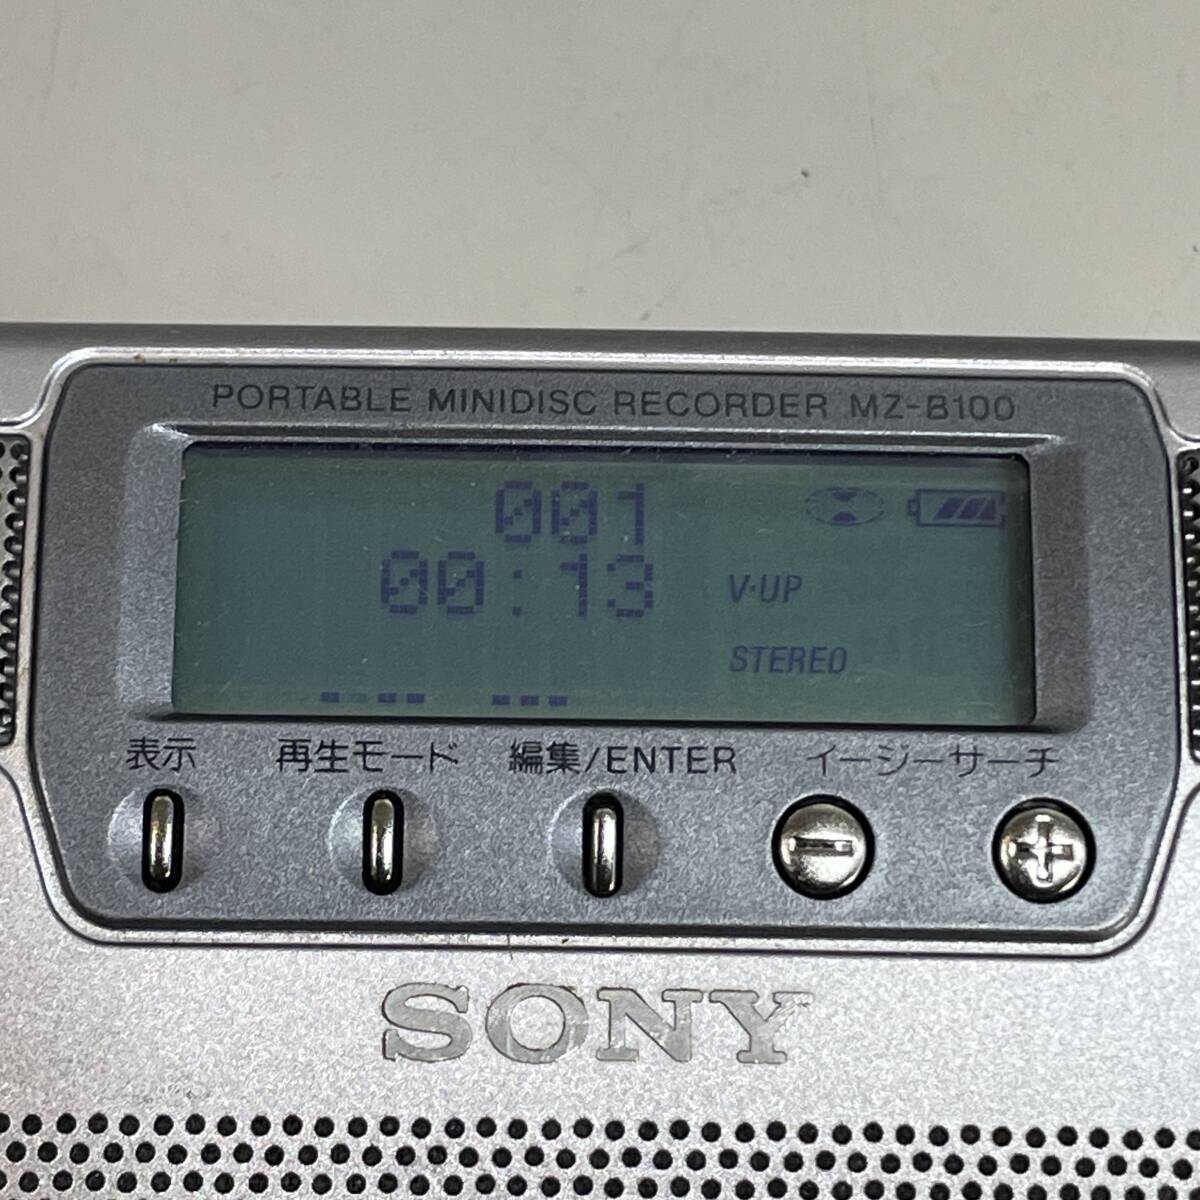 PORTABLE MINIDISC RECORDER MZ-B100
001
00:13
V·UP
STEREO
表示 再生モード 編集/ENTER イージーサーチ
− +
SONY